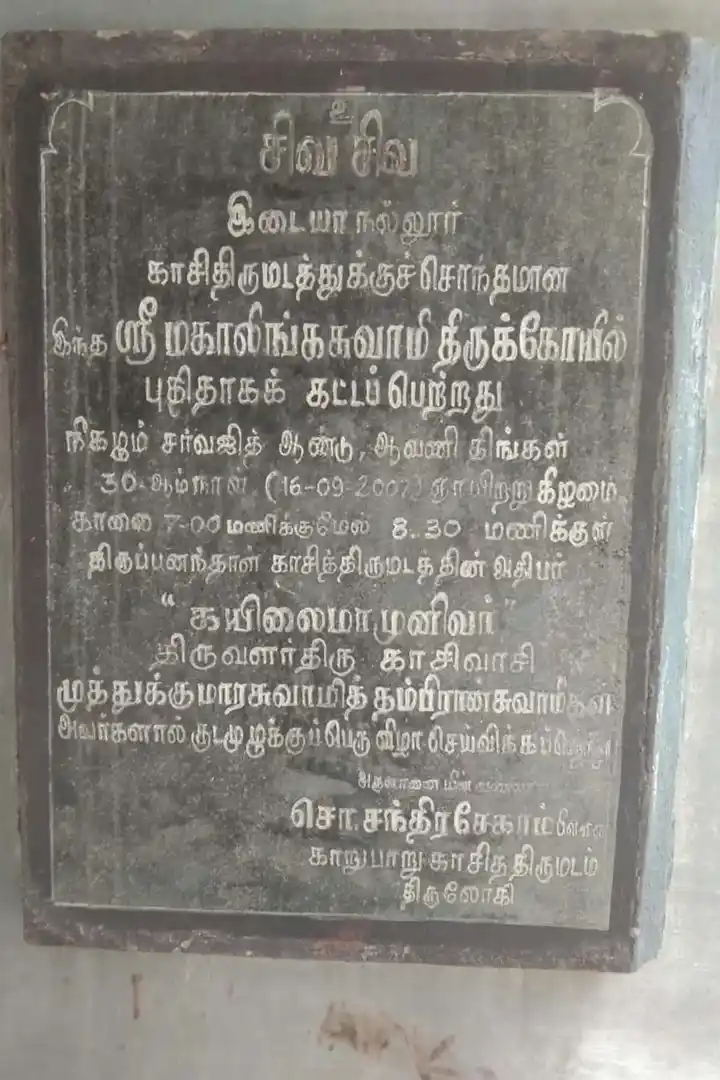 உ
சிவ சிவ
இடையாநல்லூர்
காசிதிருமடத்துக்குச்சொந்தமான
இந்த ஸ்ரீ மகாலிங்கசுவாமி திருக்கோயில்
புதிதாகக் கட்டப்பெற்றது
நிகழும் சர்வஜித் ஆண்டு, ஆவணி திங்கள்
30-ஆம்நாள் (16-09-2007) ஞாயிற்றுகிழமை
காலை 7-00 மணிக்குமேல் 8.30 மணிக்குள்
திருப்பனந்தாள் காசித்திருமடத்தின் அதிபர்
"கயிலைமாமுனிவர்"
திருவளர்திரு காசிவாசி
முத்துக்குமாரசுவாமித் தம்பிரான்சுவாமிகள்
அவர்களால் குடமுழுக்குப்பெருவிழா செய்விக்கப்பெற்றது
சொ.சந்திரசேகரம்
காறுபாறு காசித்திருமடம்
திருலோகி